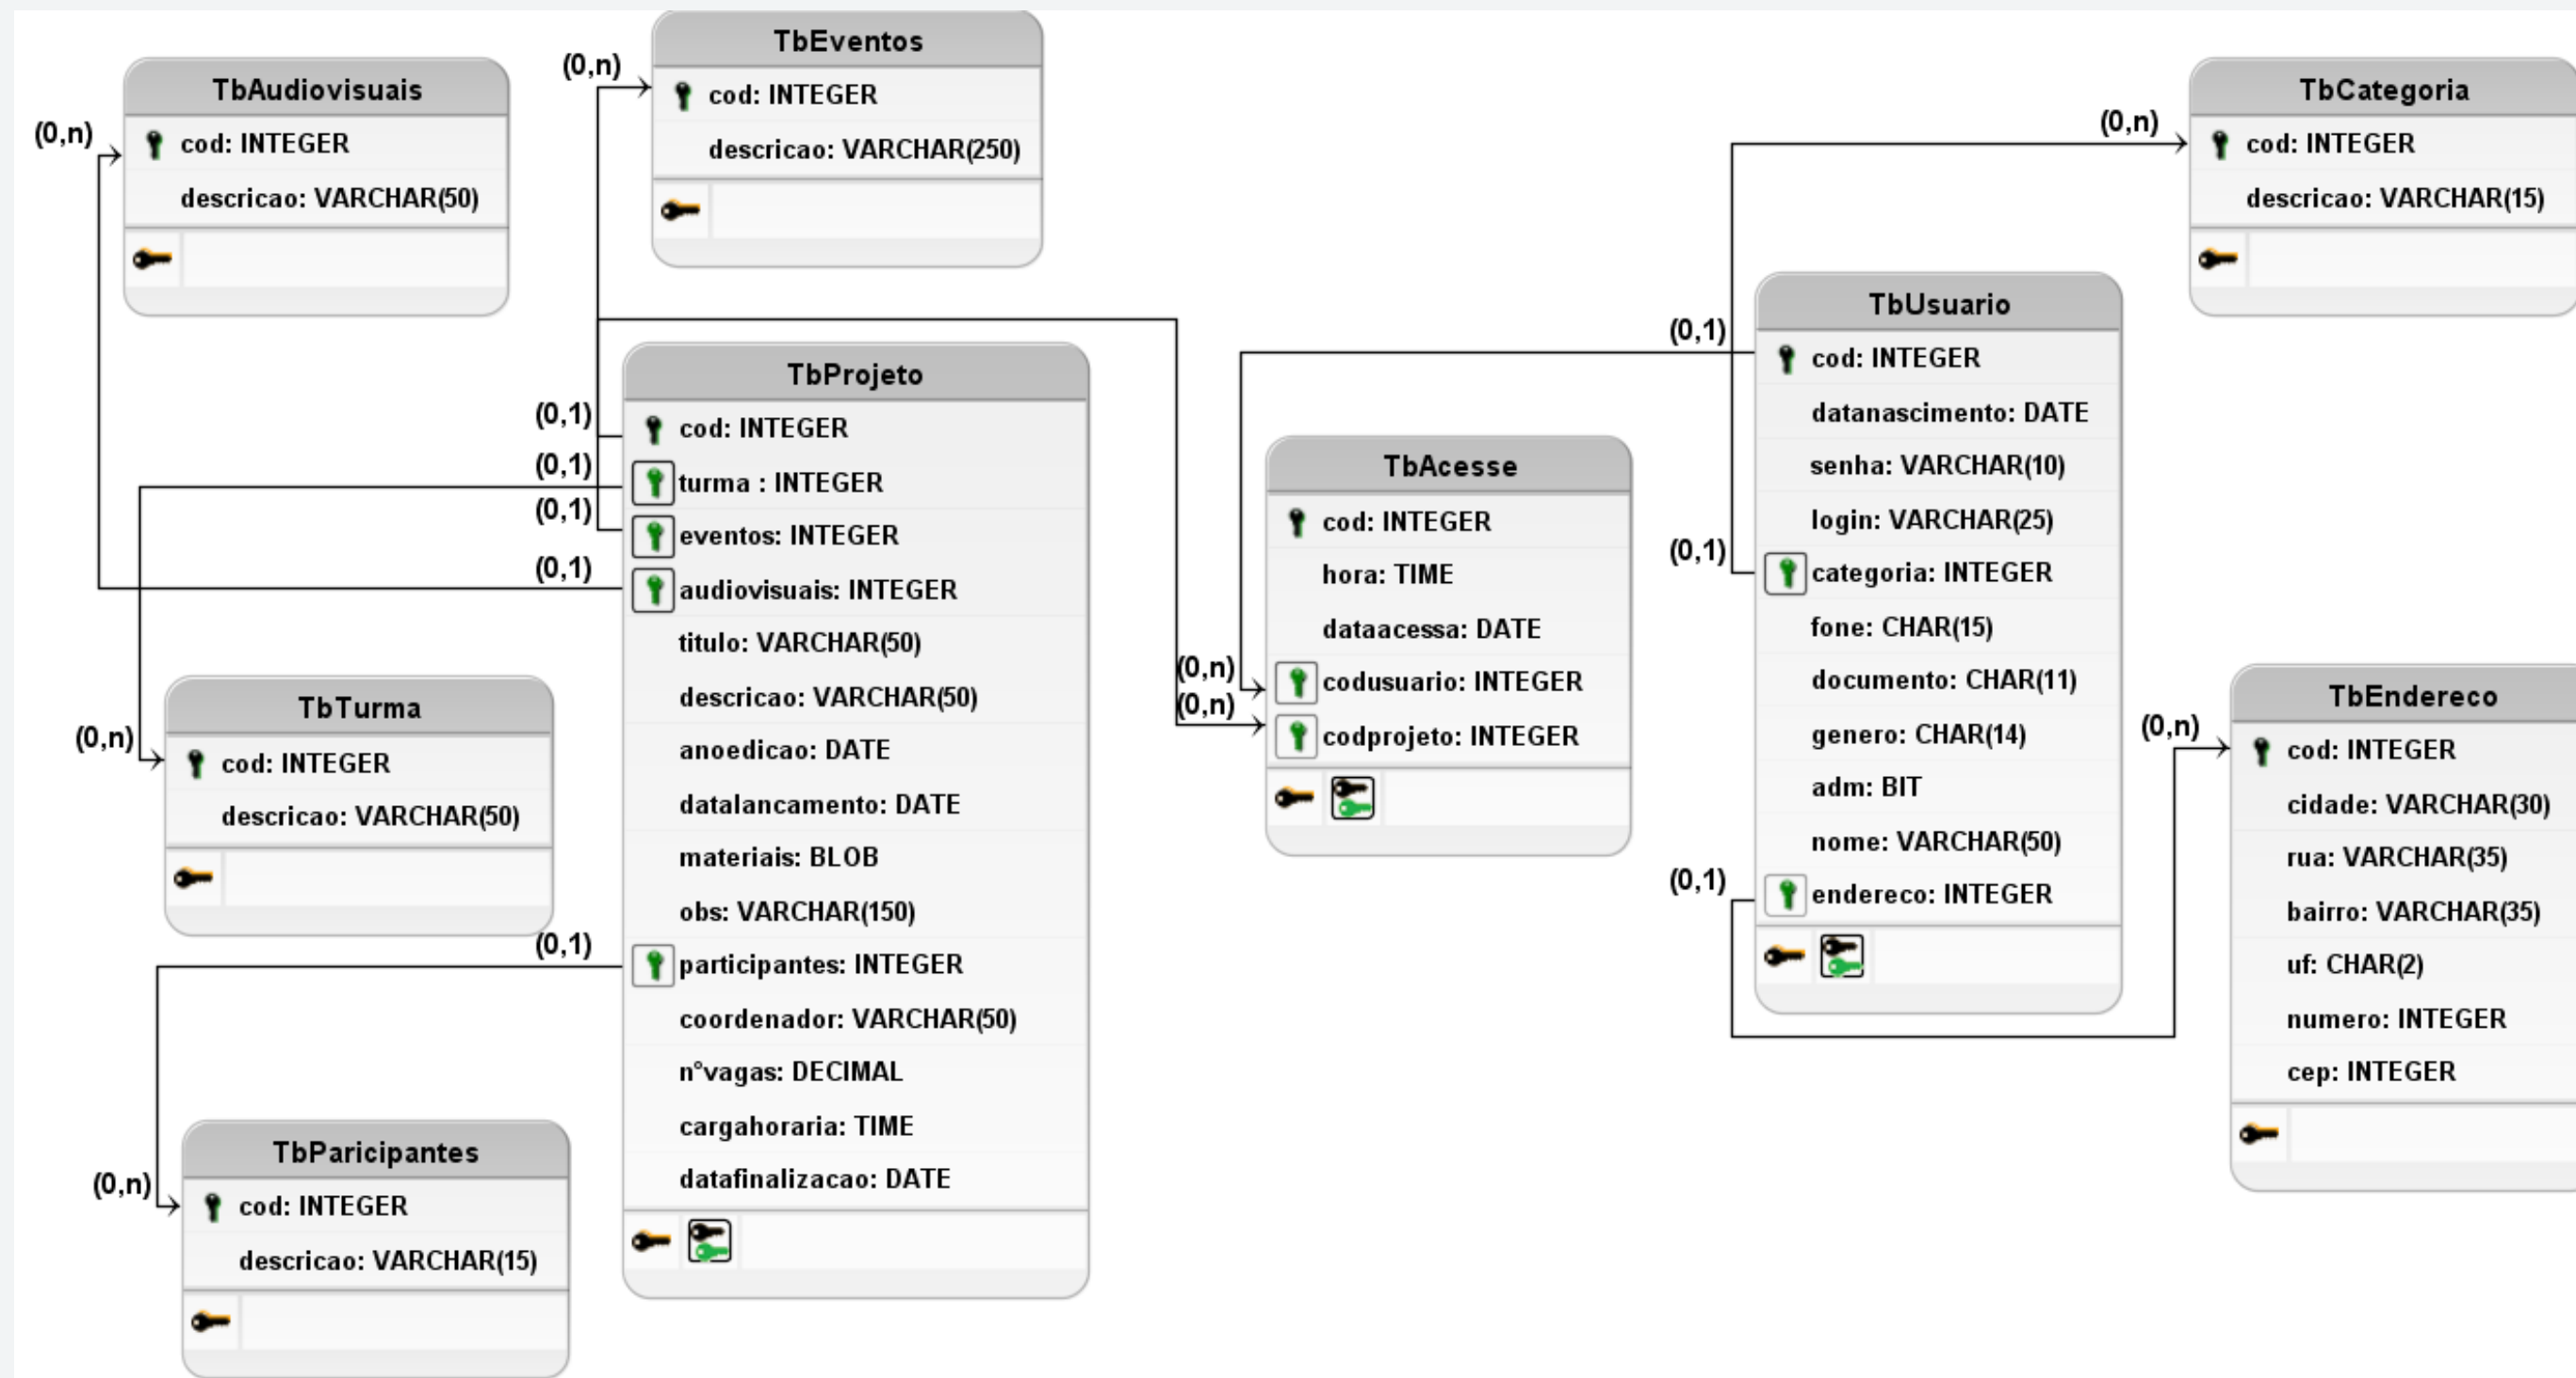 TbAudiovisuais
(0,n)
cod: INTEGER
descricao: VARCHAR(50)
TbEventos
(0,n)
cod: INTEGER
descricao: VARCHAR(250)
TbCategoria
(0,n)
cod: INTEGER
descricao: VARCHAR(15)
TbProjeto
(0,1)
cod: INTEGER
(0,1)
turma : INTEGER
(0,1)
eventos: INTEGER
(0,1)
audiovisuais: INTEGER
titulo: VARCHAR(50)
descricao: VARCHAR(50)
anoedicao: DATE
datalancamento: DATE
materiais: BLOB
obs: VARCHAR(150)
(0,1)
participantes: INTEGER
coordenador: VARCHAR(50)
n°vagas: DECIMAL
cargahoraria: TIME
datafinalizacao: DATE
TbTurma
(0,n)
cod: INTEGER
descricao: VARCHAR(50)
TbParicipantes
(0,n)
cod: INTEGER
descricao: VARCHAR(15)
TbAcesse
cod: INTEGER
hora: TIME
dataacessa: DATE
(0,n)
codusuario: INTEGER
(0,n)
codprojeto: INTEGER
TbUsuario
(0,1)
cod: INTEGER
datanascimento: DATE
senha: VARCHAR(10)
login: VARCHAR(25)
(0,1)
categoria: INTEGER
fone: CHAR(15)
documento: CHAR(11)
genero: CHAR(14)
adm: BIT
nome: VARCHAR(50)
(0,1)
endereco: INTEGER
TbEndereco
(0,n)
cod: INTEGER
cidade: VARCHAR(30)
rua: VARCHAR(35)
bairro: VARCHAR(35)
uf: CHAR(2)
numero: INTEGER
cep: INTEGER